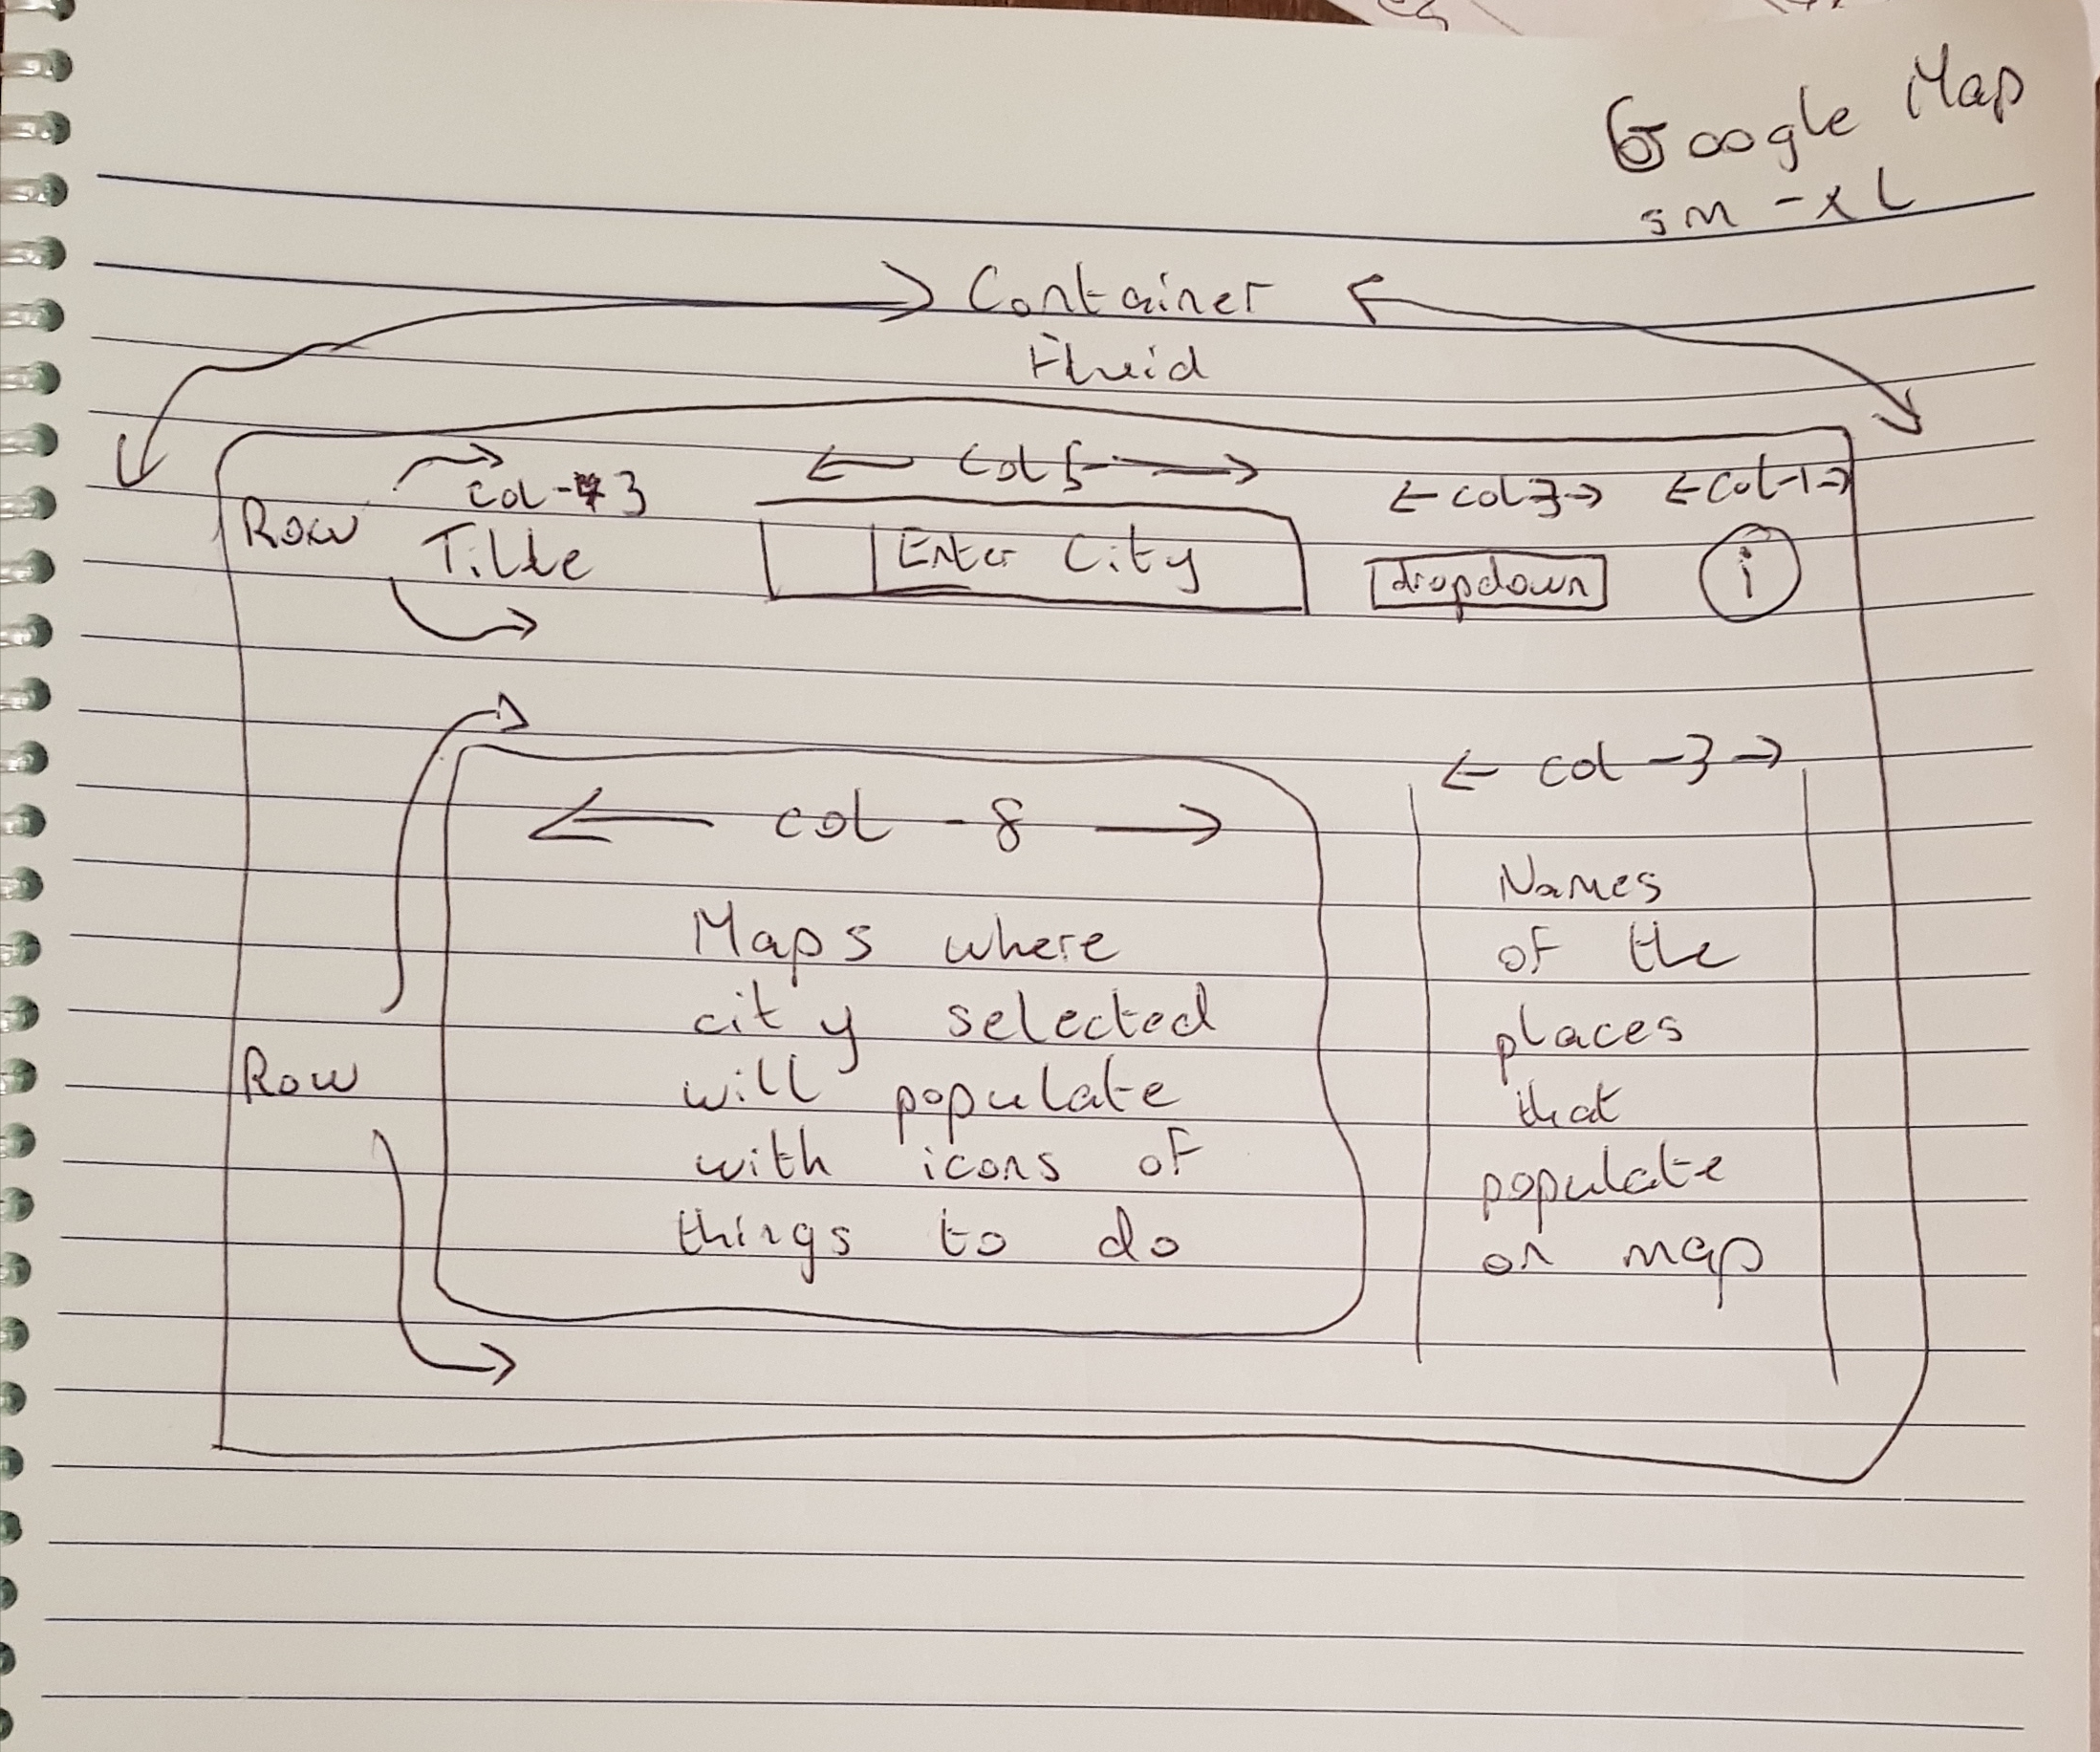 Google Map
sm - xL
Container
Fluid
col-3 col 5 col 3 col-1
Row Title Enter City dropdown i
col - 8 col - 3
Maps where
city selected
will populate
with icons of
things to do
Row
Names
of the
places
that
populate
on map